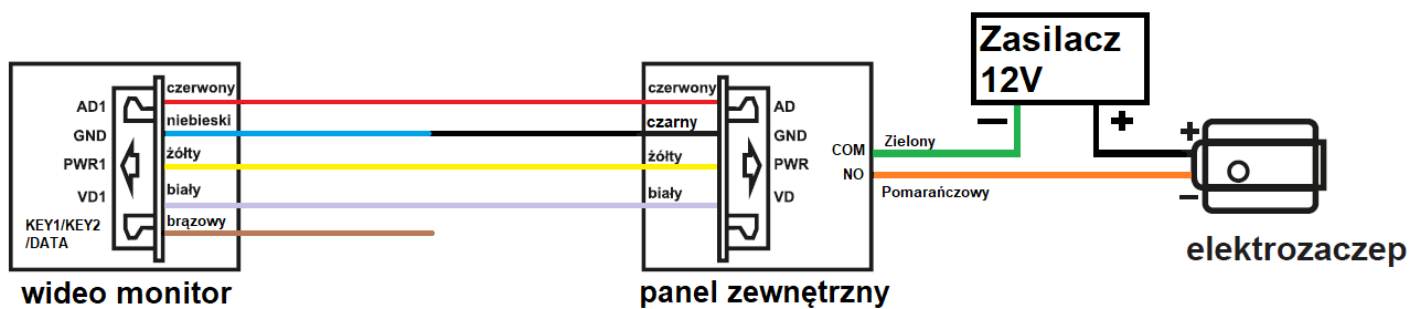 Zasilacz
12V
czerwony
czerwony
AD1
AD
niebieski
czarny
GND
GND
COM
Zielony
− +
+
żółty
żółty
PWR1
PWR
NO
Pomarańczowy
−
biały
biały
VD1
VD
brązowy
KEY1/KEY2
/DATA
elektrozaczep
wideo monitor
panel zewnętrzny